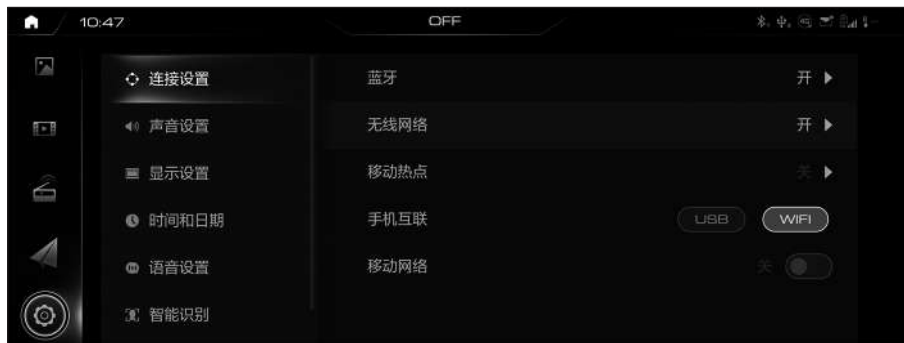 10:47
OFF
连接设置
蓝牙
开
声音设置
无线网络
开
显示设置
移动热点
关
时间和日期
手机互联
USB
WIFI
语音设置
移动网络
关
智能识别